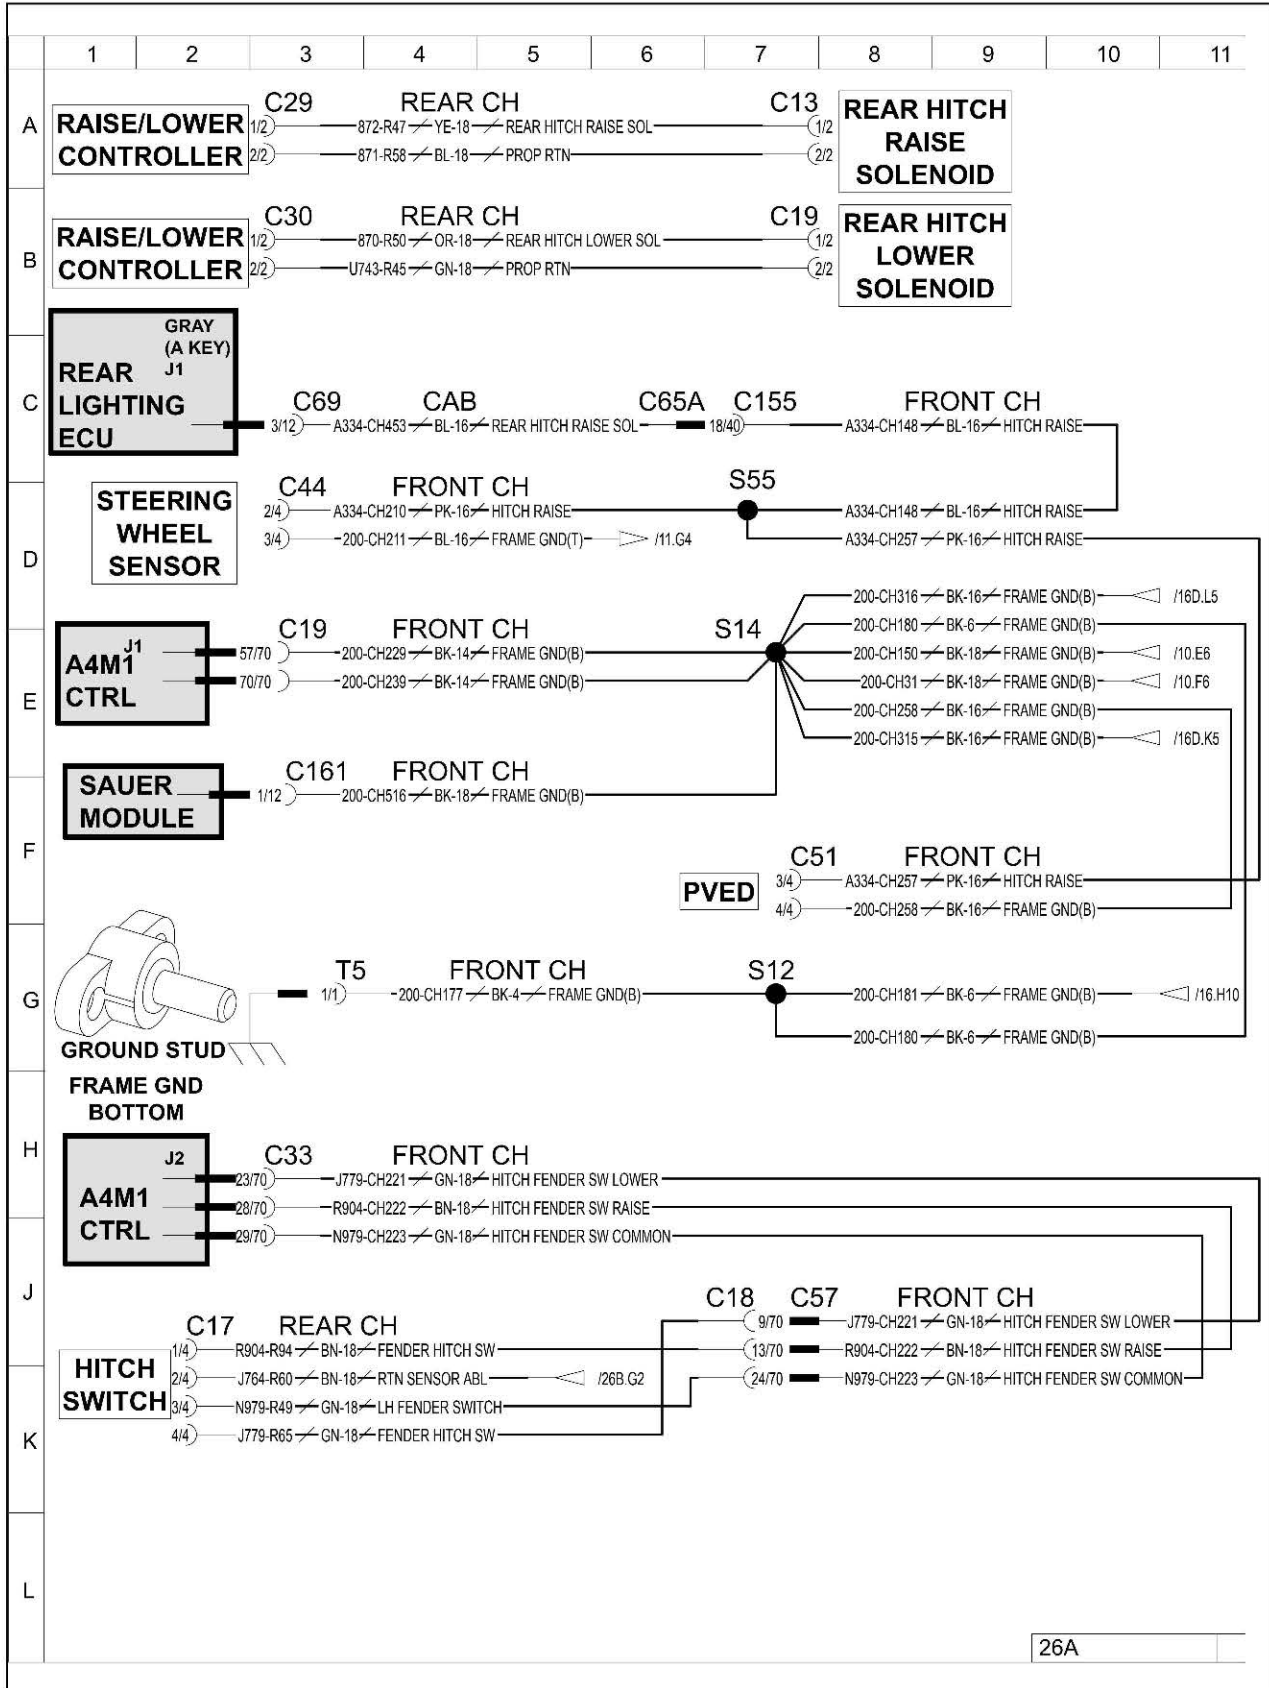 1 2 3 4 5 6 7 8 9 10 11
A
RAISE/LOWER
CONTROLLER
C29 REAR CH C13
1/2 872-R47 YE-18 REAR HITCH RAISE SOL 1/2
2/2 871-R58 BL-18 PROP RTN 2/2
REAR HITCH
RAISE
SOLENOID
B
RAISE/LOWER
CONTROLLER
C30 REAR CH C19
1/2 870-R50 OR-18 REAR HITCH LOWER SOL 1/2
2/2 U743-R45 GN-18 PROP RTN 2/2
REAR HITCH
LOWER
SOLENOID
C
GRAY
(A KEY)
J1
REAR
LIGHTING
ECU
C69 CAB C65A C155 FRONT CH
3/12 A334-CH453 BL-16 REAR HITCH RAISE SOL 18/40 A334-CH148 BL-16 HITCH RAISE
D
STEERING
WHEEL
SENSOR
C44 FRONT CH S55
2/4 A334-CH210 PK-16 HITCH RAISE A334-CH148 BL-16 HITCH RAISE
3/4 200-CH211 BL-16 FRAME GND(T) /11.G4 A334-CH257 PK-16 HITCH RAISE
200-CH316 BK-16 FRAME GND(B) /16D.L5
200-CH180 BK-6 FRAME GND(B)
E
J1
A4M1
CTRL
C19 FRONT CH S14
57/70 200-CH229 BK-14 FRAME GND(B) 200-CH150 BK-18 FRAME GND(B) /10.E6
70/70 200-CH239 BK-14 FRAME GND(B) 200-CH31 BK-18 FRAME GND(B) /10.F6
200-CH258 BK-16 FRAME GND(B)
200-CH315 BK-16 FRAME GND(B) /16D.K5
F
SAUER
MODULE
C161 FRONT CH
1/12 200-CH516 BK-18 FRAME GND(B)
PVED
C51 FRONT CH
3/4 A334-CH257 PK-16 HITCH RAISE
4/4 200-CH258 BK-16 FRAME GND(B)
G
T5 FRONT CH S12
1/1 200-CH177 BK-4 FRAME GND(B) 200-CH181 BK-6 FRAME GND(B) /16.H10
200-CH180 BK-6 FRAME GND(B)
GROUND STUD
FRAME GND
BOTTOM
H
J2
A4M1
CTRL
C33 FRONT CH
23/70 J779-CH221 GN-18 HITCH FENDER SW LOWER
28/70 R904-CH222 BN-18 HITCH FENDER SW RAISE
29/70 N979-CH223 GN-18 HITCH FENDER SW COMMON
J
C18 C57 FRONT CH
9/70 J779-CH221 GN-18 HITCH FENDER SW LOWER
13/70 R904-CH222 BN-18 HITCH FENDER SW RAISE
24/70 N979-CH223 GN-18 HITCH FENDER SW COMMON
HITCH
SWITCH
C17 REAR CH
1/4 R904-R94 BN-18 FENDER HITCH SW
2/4 J764-R60 BN-18 RTN SENSOR ABL /26B.G2
3/4 N979-R49 GN-18 LH FENDER SWITCH
4/4 J779-R65 GN-18 FENDER HITCH SW
K
L
26A